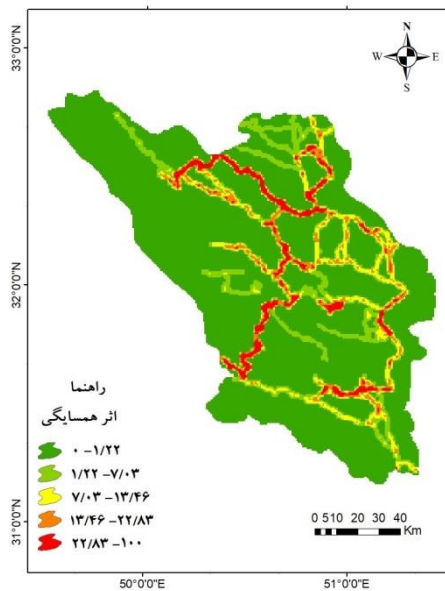 33°0'0"N
32°0'0"N
31°0'0"N
N
W E
S
راهنما
اثر همسایگی
۰ -۱/۲۲
۱/۲۲ -۷/۰۳
۷/۰۳ -۱۳/۴۶
۱۳/۴۶ -۲۲/۸۳
۲۲/۸۳ -۱۰۰
0 510 20 30 40
Km
50°0'0"E 51°0'0"E